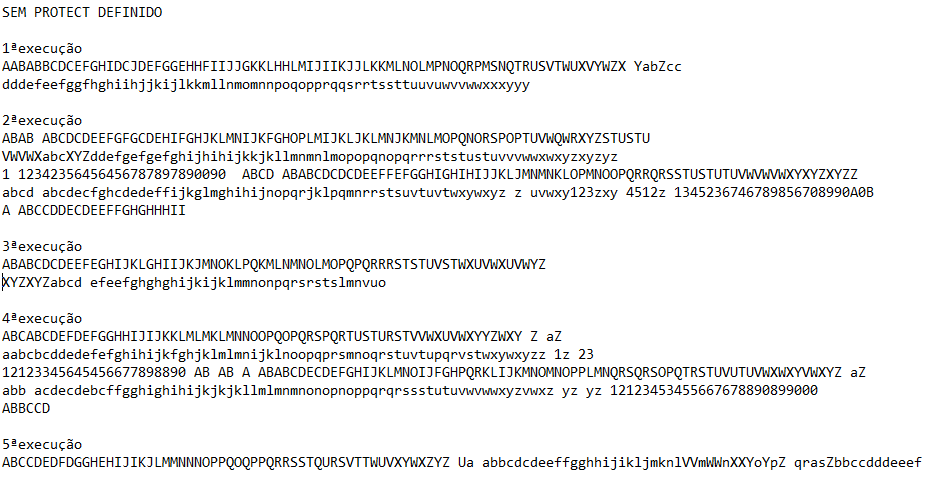 SEM PROTECT DEFINIDO
1ªexecução
AABABBCDCEFGHIDCJDEFGGEHHFIIJJGKKLHHLMIJIIKJJLKKMLNOLMPNOQRPMSNQTRUSVTWUXVYWZX YabZcc
dddefeefggfhghiihjjkijlkkmllnmomnnpoqopprqqsrrtssttuuvuwvvwwxxxyyy
2ªexecução
ABAB ABCDCDEEFGFGCDEHIFGHJKLMNIJKFGHOPLMIJKLJKLMNJKMNLMOPQNORSPOPTUVWQWRXYZSTUSTU
VWVWXabcXYZddefgefgefghijhihijkkjkllmnmnlmopopqnopqrrrststustuvvvwwxwxyzxyzyz
1 12342356456456787897890090  ABCD ABABCDCDCDEEFFEFGGHIGHIHIJJKLJMNMNKLOPMNOOPQRRQRSSTUSTUTUVWVWVWXYXYZXYZZ
abcd abcdecfghcdedeffijkglmghihijnopqrjklpqmnrrstsuvtuvtwxywxyz z uvwxy123zxy 4512z 1345236746789856708990A0B
A ABCCDDECDEEFFGHGHHHII
3ªexecução
ABABCDCDEEFEGHIJKLGHIIJKJMNOKLPQKMLNMNOLMOPQPQRRRSTSTUVSTWXUVWXUVWYZ
XYZXYZabcd efeefghghghijkijklmmnonpqrsrstslmnvuo
4ªexecução
ABCABCDEFDEFGGHHIJIJKKLMLMKLMNNOOPQOPQRSPQRTUSTURSTVVWXUVWXYYZWXY Z aZ
aabcbcddedefefghihijkfghjklmlmnijklnoopqprsmnoqrstuvtupqrvstwxywxyzz 1z 23
12123345645456677898890 AB AB A ABABCDECDEFGHIJKLMNOIJFGHPQRKLIJKMNOMNOPPLMNQRSQRSOPQTRSTUVUTUVWXWXYVWXYZ aZ
abb acdecdebcffgghighihijkjkjkllmlmnmnonopnoppqrqrssstutuvwvwwxyzvwxz yz yz 12123453455667678890899000
ABBCCD
5ªexecução
ABCCDEDFDGGHEHIJIKJLMMNNNOPPQOQPPQRRSSTQURSVTTWUVXYWXZYZ Ua abbcdcdeeffgghhijikljmknlVVmWWnXXYoYpZ qrasZbbccdddeeef